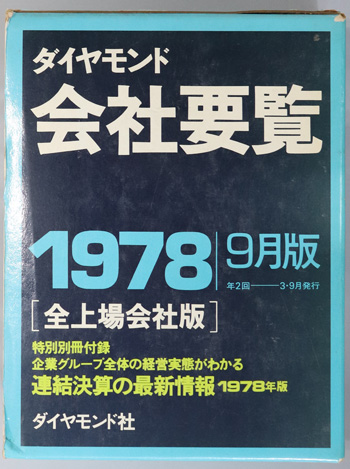 ダイヤモンド
会社要覧
1978 9月版
年2回——3・9月発行
[全上場会社版]
特別別冊付録
企業グループ全体の経営実態がわかる
連結決算の最新情報1978年版
ダイヤモンド社